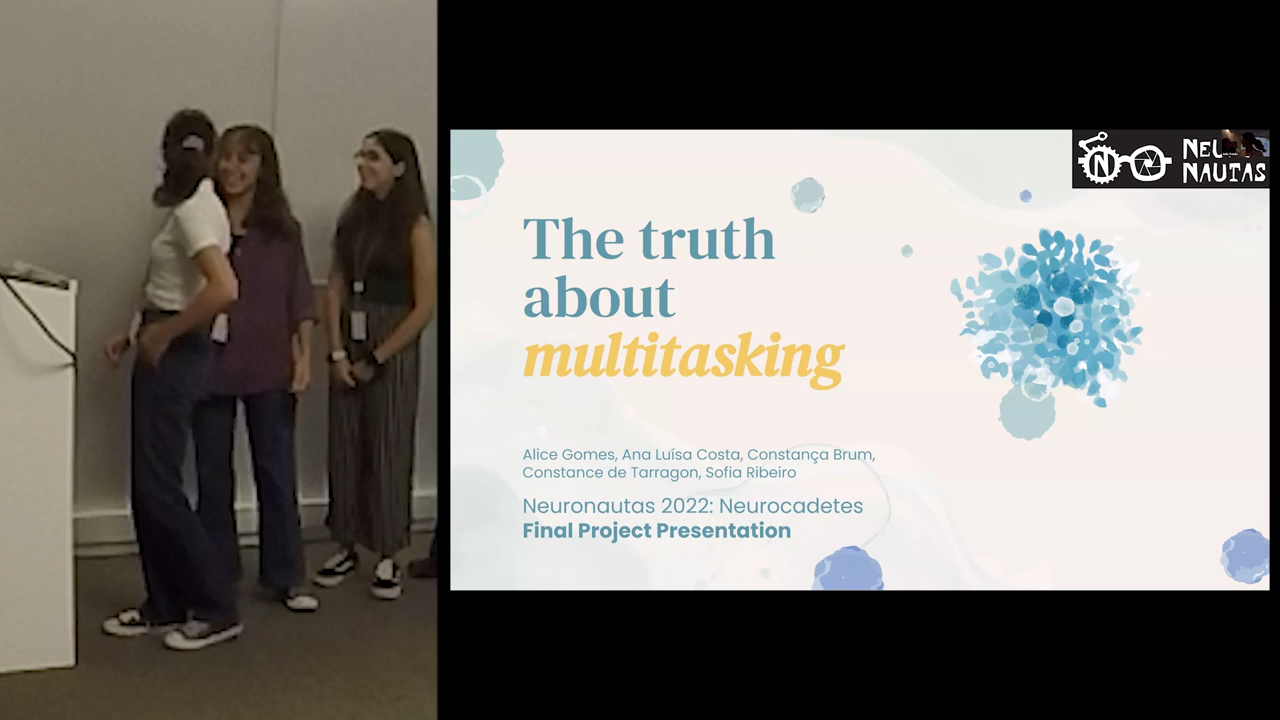 The truth
about
multitasking
Alice Gomes, Ana Luísa Costa, Constança Brum,
Constance de Tarragon, Sofia Ribeiro
Neuronautas 2022: Neurocadetes
Final Project Presentation
N
NAUTAS